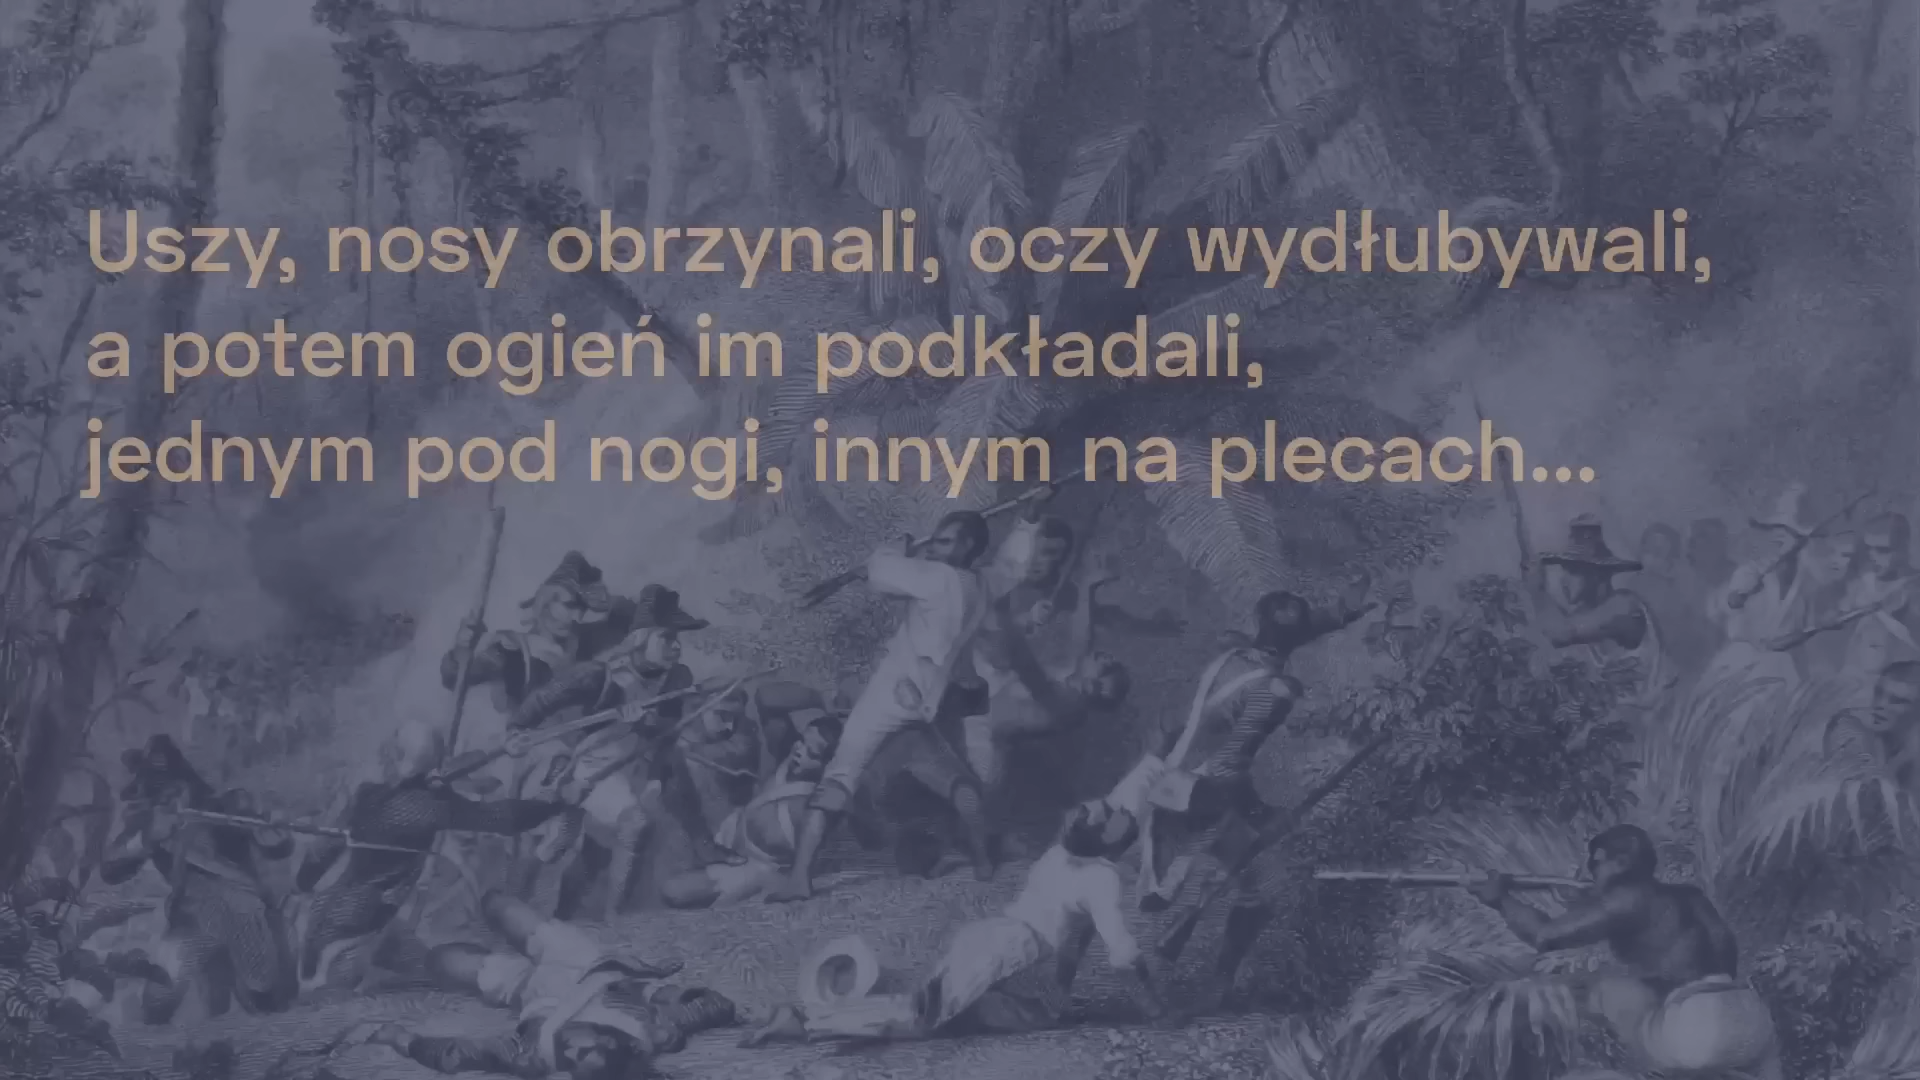 Uszy, nosy obrzynali, oczy wydłubywali,
a potem ogień im podkładali,
jednym pod nogi, innym na plecach...